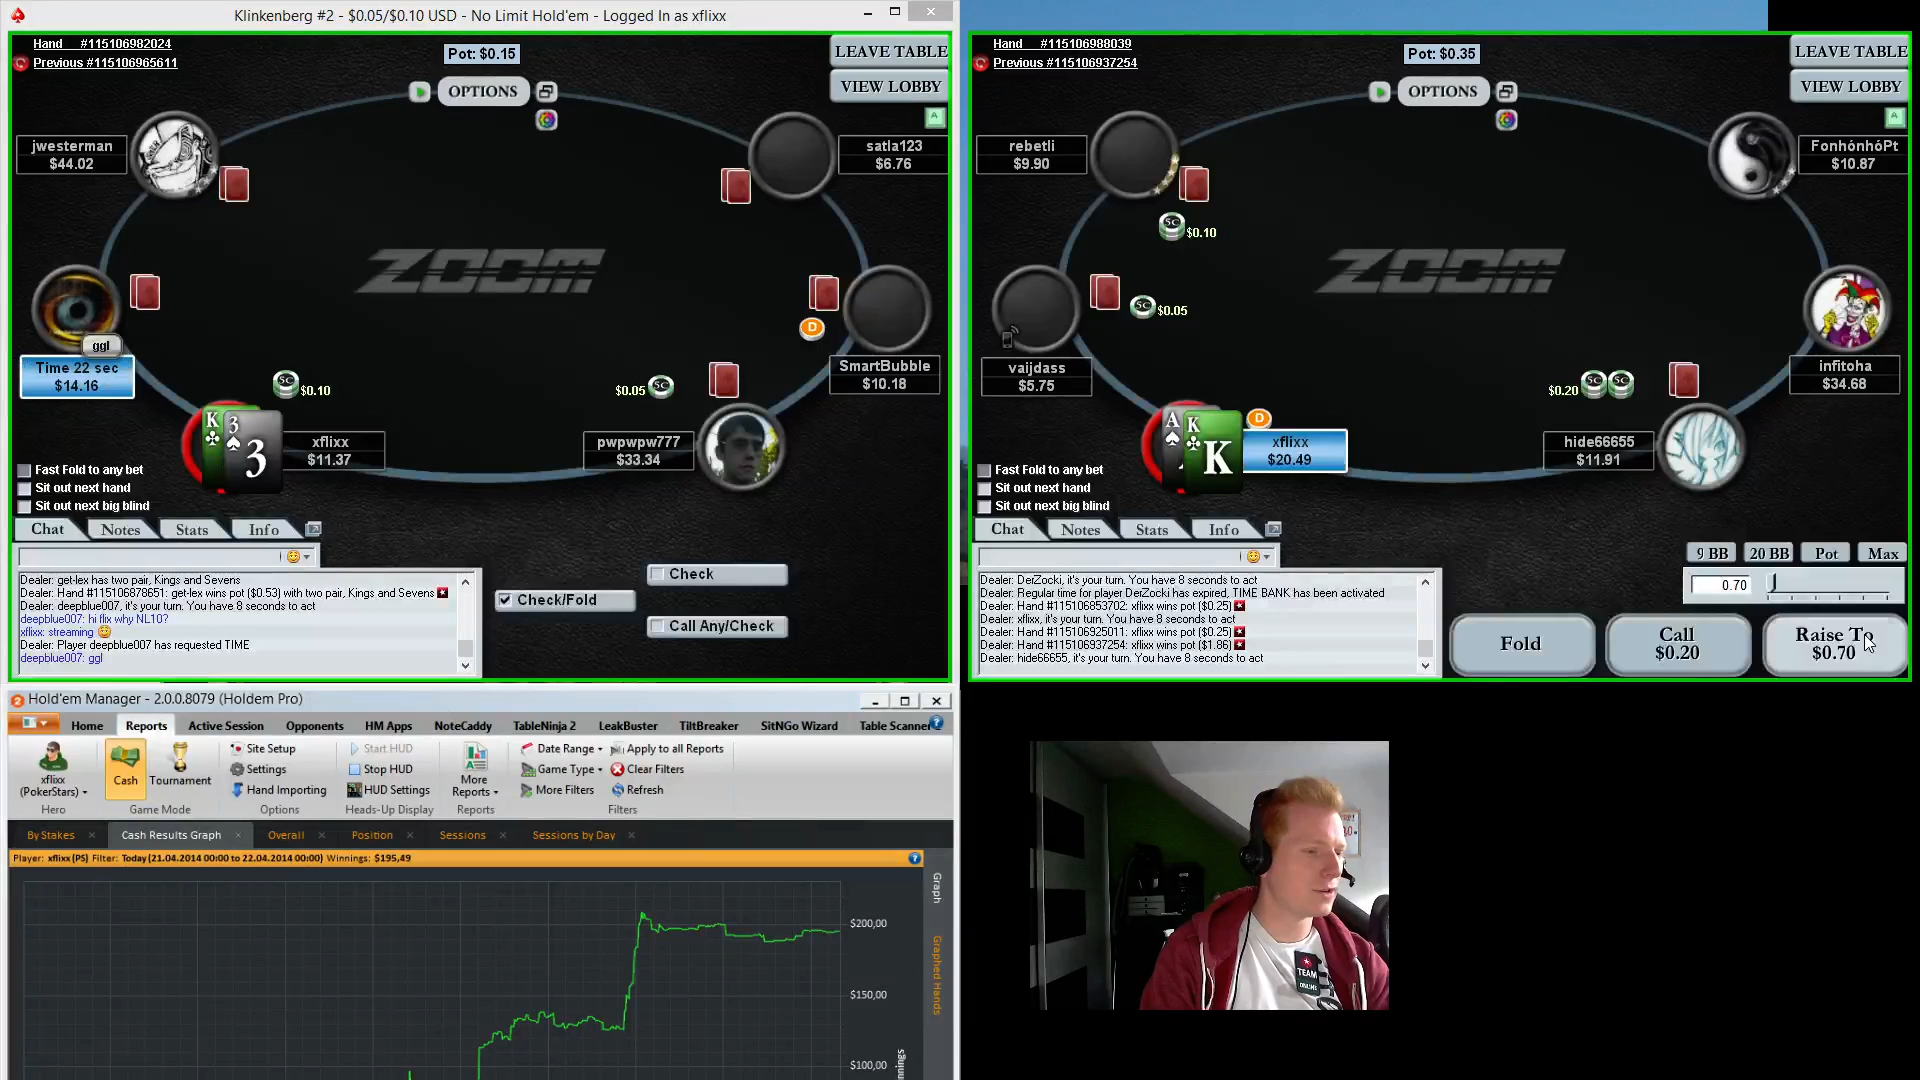 Klinkenberg #2 - $0.05/$0.10 USD - No Limit Hold'em - Logged In as xflixx
Hand #115106982024
Previous #115106965611
Pot: $0.15
LEAVE TABLE
VIEW LOBBY
OPTIONS
A
jwesterman
$44.02
satla123
$6.76
ZOOM
D
ggl
Time 22 sec
$14.16
SmartBubble
$10.18
5C
$0.10
$0.05
5C
K
3
3
xflixx
$11.37
pwpwpw777
$33.34
Fast Fold to any bet
Sit out next hand
Sit out next big blind
Chat
Notes
Stats
Info
Dealer: get-lex has two pair, Kings and Sevens
Dealer: Hand #115106878651: get-lex wins pot ($0.53) with two pair, Kings and Sevens
Dealer: deepblue007, it's your turn. You have 8 seconds to act
deepblue007: hi flix why NL10?
xflixx: streaming
Dealer: Player deepblue007 has requested TIME
deepblue007: ggl
Check
Check/Fold
Call Any/Check
Hand #115106988039
Previous #115106937254
Pot: $0.35
LEAVE TABLE
VIEW LOBBY
OPTIONS
A
rebetli
$9.90
FonhónhóPt
$10.87
5C
$0.10
ZOOM
5C
$0.05
vaijdass
$5.75
infitoha
$34.68
$0.20
5C
5C
A
K
K
D
xflixx
$20.49
hide66655
$11.91
Fast Fold to any bet
Sit out next hand
Sit out next big blind
Chat
Notes
Stats
Info
9 BB
20 BB
Pot
Max
0.70
Dealer: DerZocki, it's your turn. You have 8 seconds to act
Dealer: Regular time for player DerZocki has expired, TIME BANK has been activated
Dealer: Hand #115106853702: xflixx wins pot ($0.25)
Dealer: xflixx, it's your turn. You have 8 seconds to act
Dealer: Hand #115106925011: xflixx wins pot ($0.25)
Dealer: Hand #115106937254: xflixx wins pot ($1.86)
Dealer: hide66655, it's your turn. You have 8 seconds to act
Fold
Call
$0.20
Raise To
$0.70
Hold'em Manager - 2.0.0.8079 (Holdem Pro)
Home
Reports
Active Session
Opponents
HM Apps
NoteCaddy
TableNinja 2
LeakBuster
TiltBreaker
SitNGo Wizard
Table Scanner
xflixx
(PokerStars)
Hero
Cash
Tournament
Game Mode
Site Setup
Settings
Hand Importing
Options
Start HUD
Stop HUD
HUD Settings
Heads-Up Display
More
Reports
Reports
Date Range
Game Type
More Filters
Apply to all Reports
Clear Filters
Refresh
Filters
By Stakes
Cash Results Graph
Overall
Position
Sessions
Sessions by Day
Player: xflixx (PS) Filter: Today (21.04.2014 00:00 to 22.04.2014 00:00) Winnings: $195,49
$200,00
$150,00
$100,00
Graph
Graphed Hands
TEAM
ONLINE